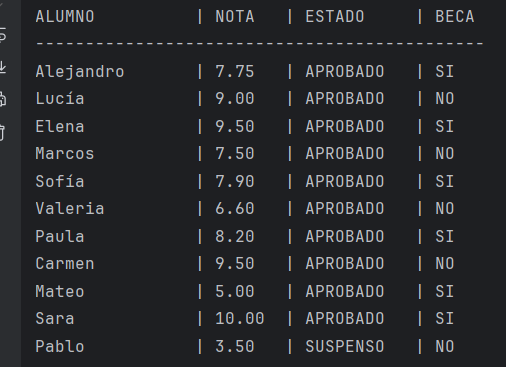 ALUMNO | NOTA | ESTADO | BECA
---------------------------------------------
Alejandro | 7.75 | APROBADO | SI
Lucía | 9.00 | APROBADO | NO
Elena | 9.50 | APROBADO | SI
Marcos | 7.50 | APROBADO | NO
Sofía | 7.90 | APROBADO | SI
Valeria | 6.60 | APROBADO | NO
Paula | 8.20 | APROBADO | SI
Carmen | 9.50 | APROBADO | NO
Mateo | 5.00 | APROBADO | SI
Sara | 10.00 | APROBADO | SI
Pablo | 3.50 | SUSPENSO | NO